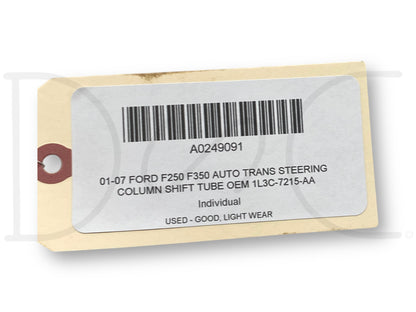 A0249091
01-07 FORD F250 F350 AUTO TRANS STEERING
COLUMN SHIFT TUBE OEM 1L3C-7215-AA
Individual
USED - GOOD, LIGHT WEAR